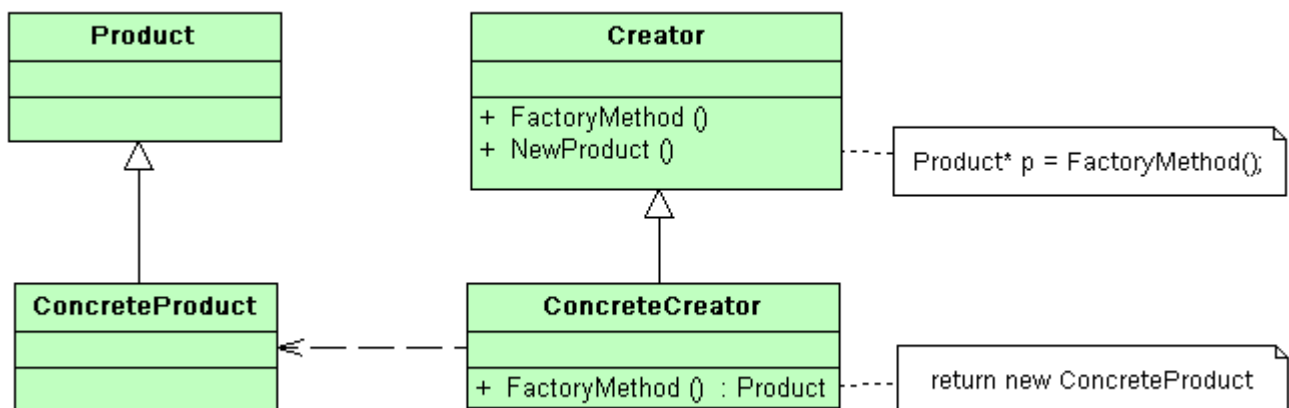 Product
Creator
+ FactoryMethod ()
+ NewProduct ()
Product* p = FactoryMethod();
ConcreteProduct
ConcreteCreator
+ FactoryMethod () : Product
return new ConcreteProduct